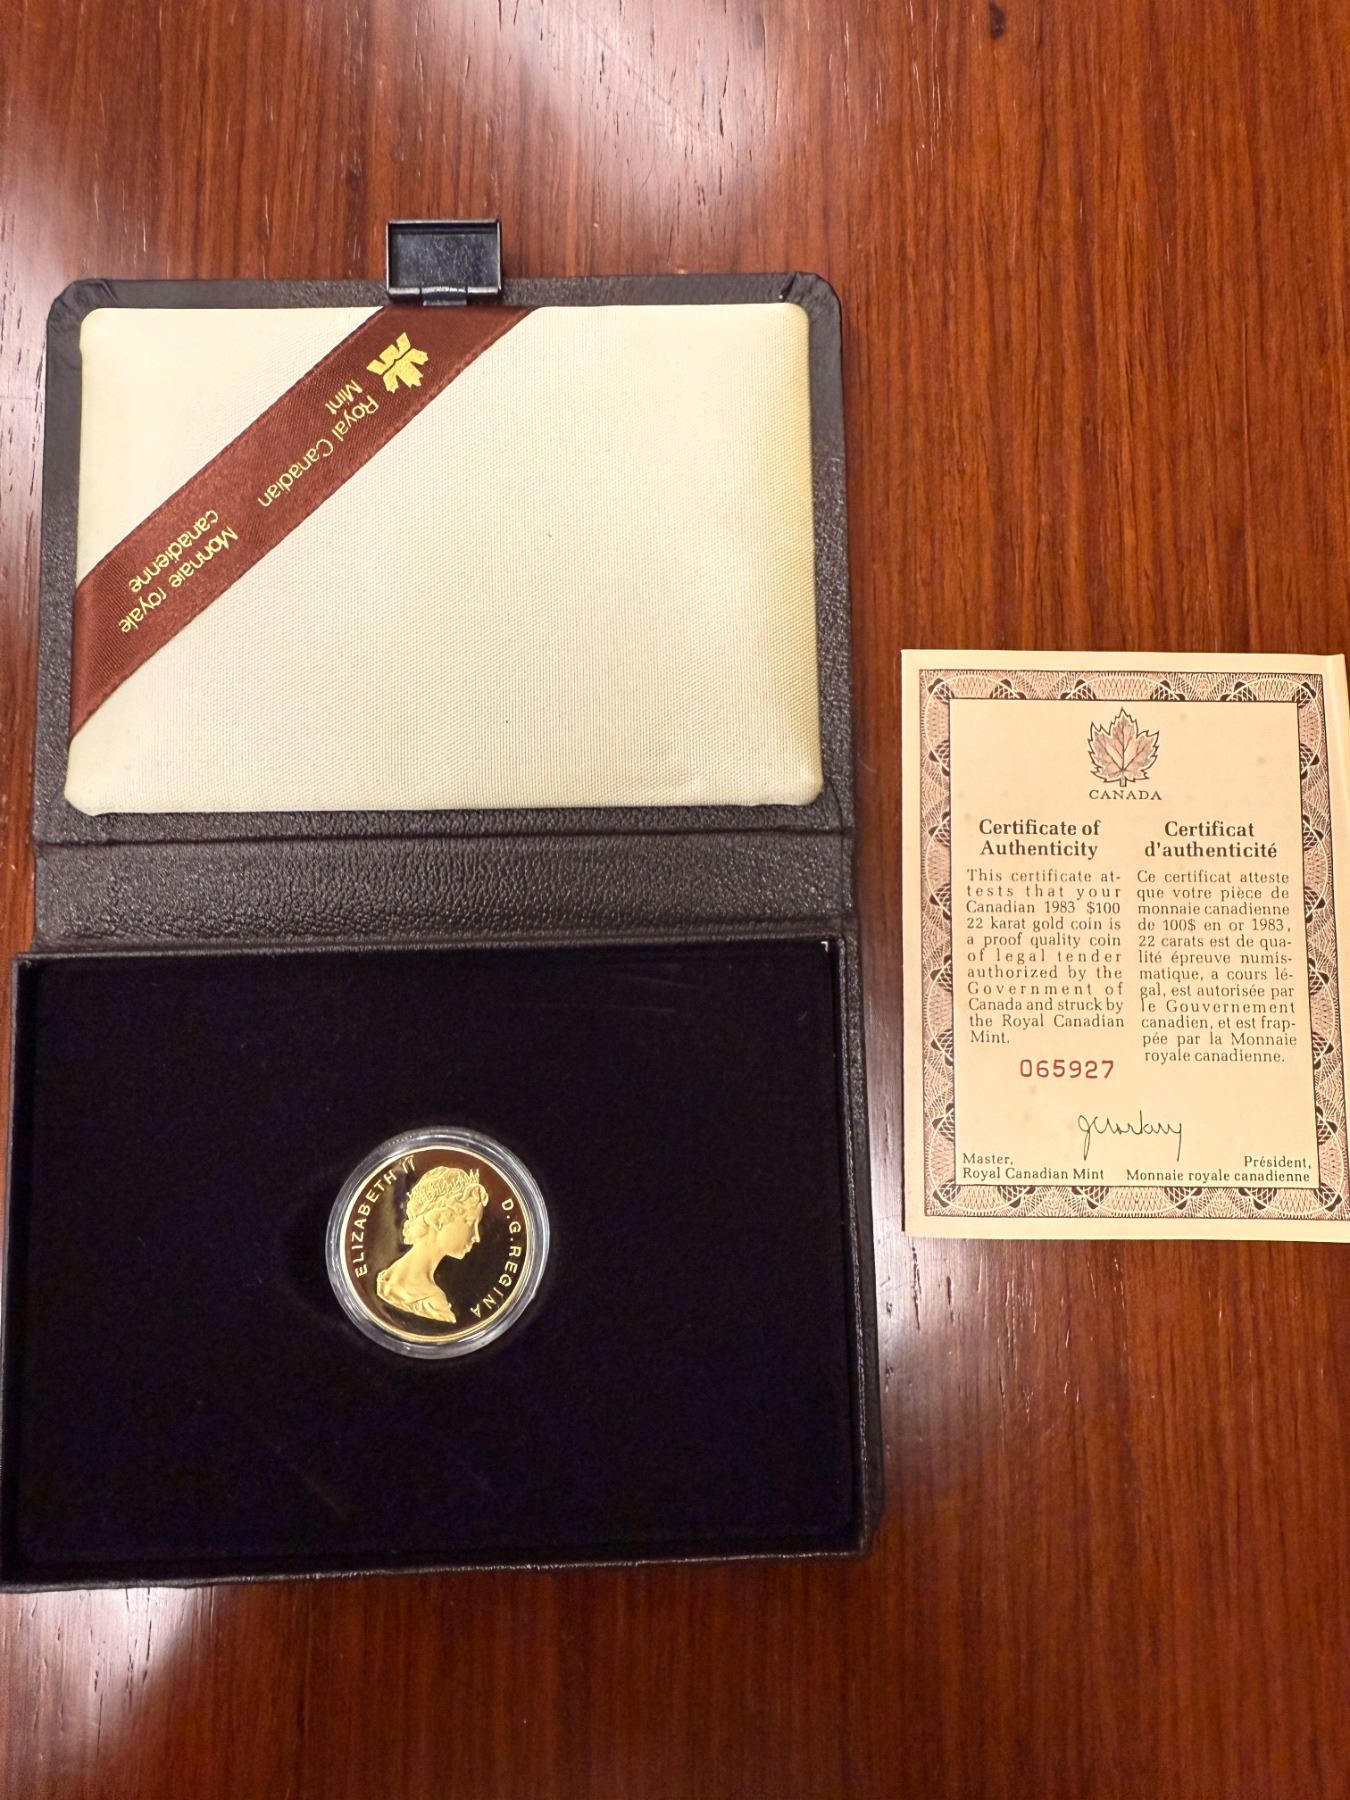 Royal Canadian
Mint
Monnaie royale
canadienne
ELIZABETH II D.G.REGINA
CANADA
Certificate of
Authenticity
This certificate at-
tests that your
Canadian 1983 $100
22 karat gold coin is
a proof quality coin
of legal tender
authorized by the
Government of
Canada and struck by
the Royal Canadian
Mint.
065927
Certificat
d'authenticité
Ce certificat atteste
que votre pièce de
monnaie canadienne
de 100$ en or 1983,
22 carats est de qua-
lité épreuve numis-
matique, a cours lé-
gal, est autorisée par
le Gouvernement
canadien, et est frap-
pée par la Monnaie
royale canadienne.
Master,
Royal Canadian Mint
Président,
Monnaie royale canadienne